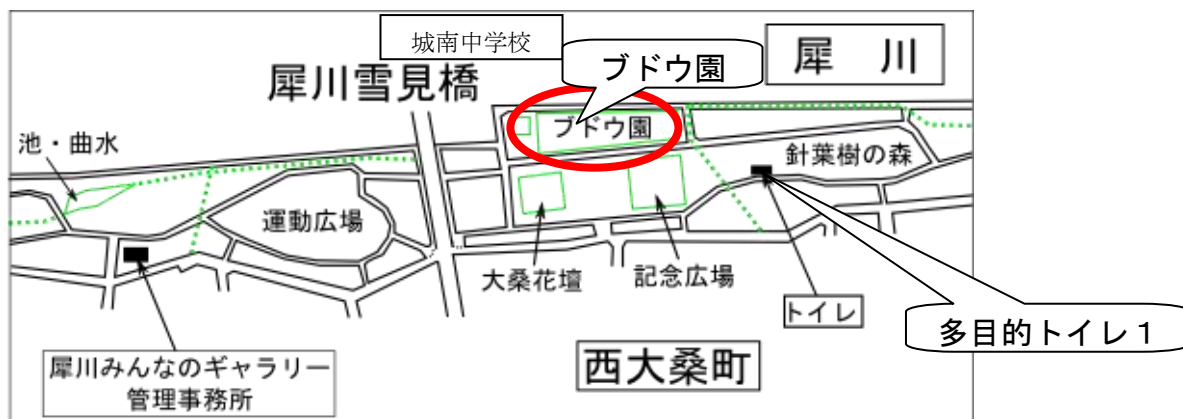 城南中学校
ブドウ園
犀　川
犀川雪見橋
ブドウ園
池・曲水
針葉樹の森
運動広場
大桑花壇
記念広場
トイレ
多目的トイレ１
西大桑町
犀川みんなのギャラリー
管理事務所